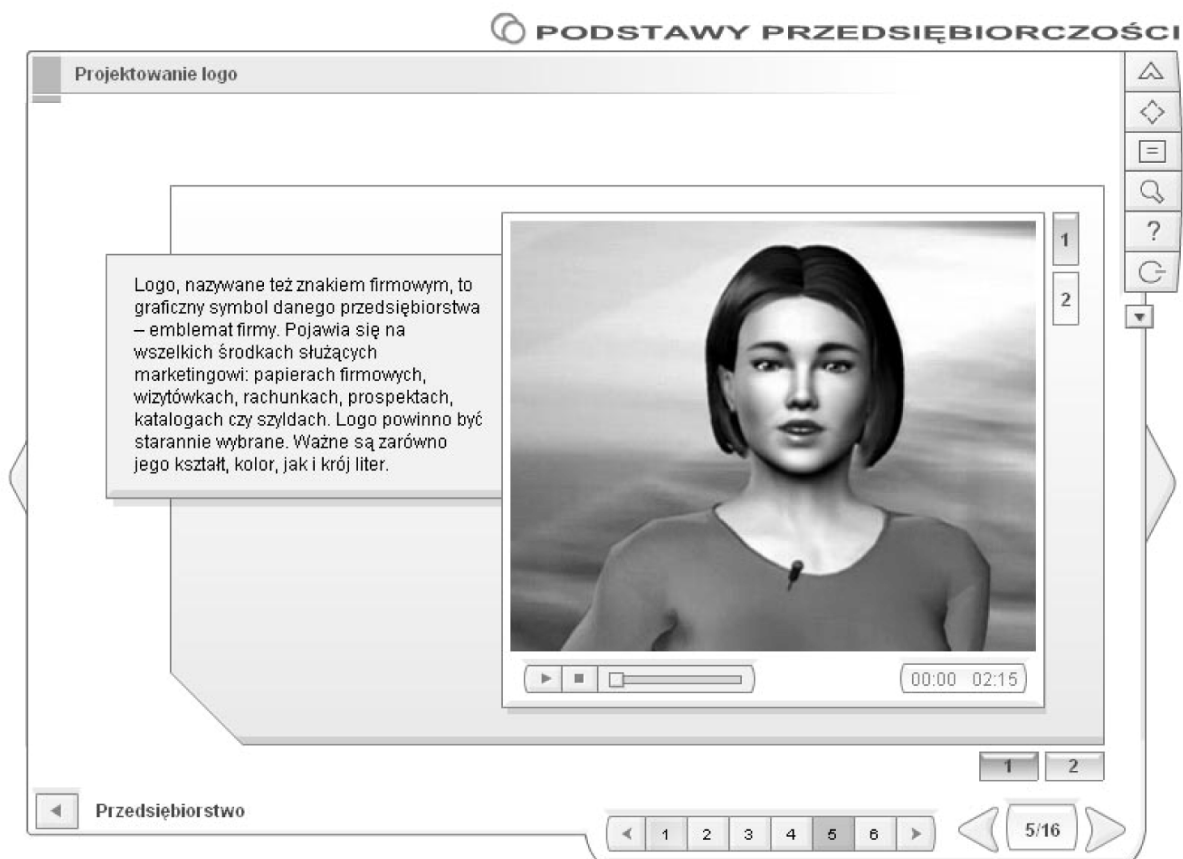 PODSTAWY PRZEDSIĘBIORCZOŚCI
Projektowanie logo
Logo, nazywane też znakiem firmowym, to
graficzny symbol danego przedsiębiorstwa
– emblemat firmy. Pojawia się na
wszelkich środkach służących
marketingowi: papierach firmowych,
wizytówkach, rachunkach, prospektach,
katalogach czy szyldach. Logo powinno być
starannie wybrane. Ważne są zarówno
jego kształt, kolor, jak i krój liter.
1
2
?
00:00 02:15
1 2
Przedsiębiorstwo
1 2 3 4 5 6
5/16